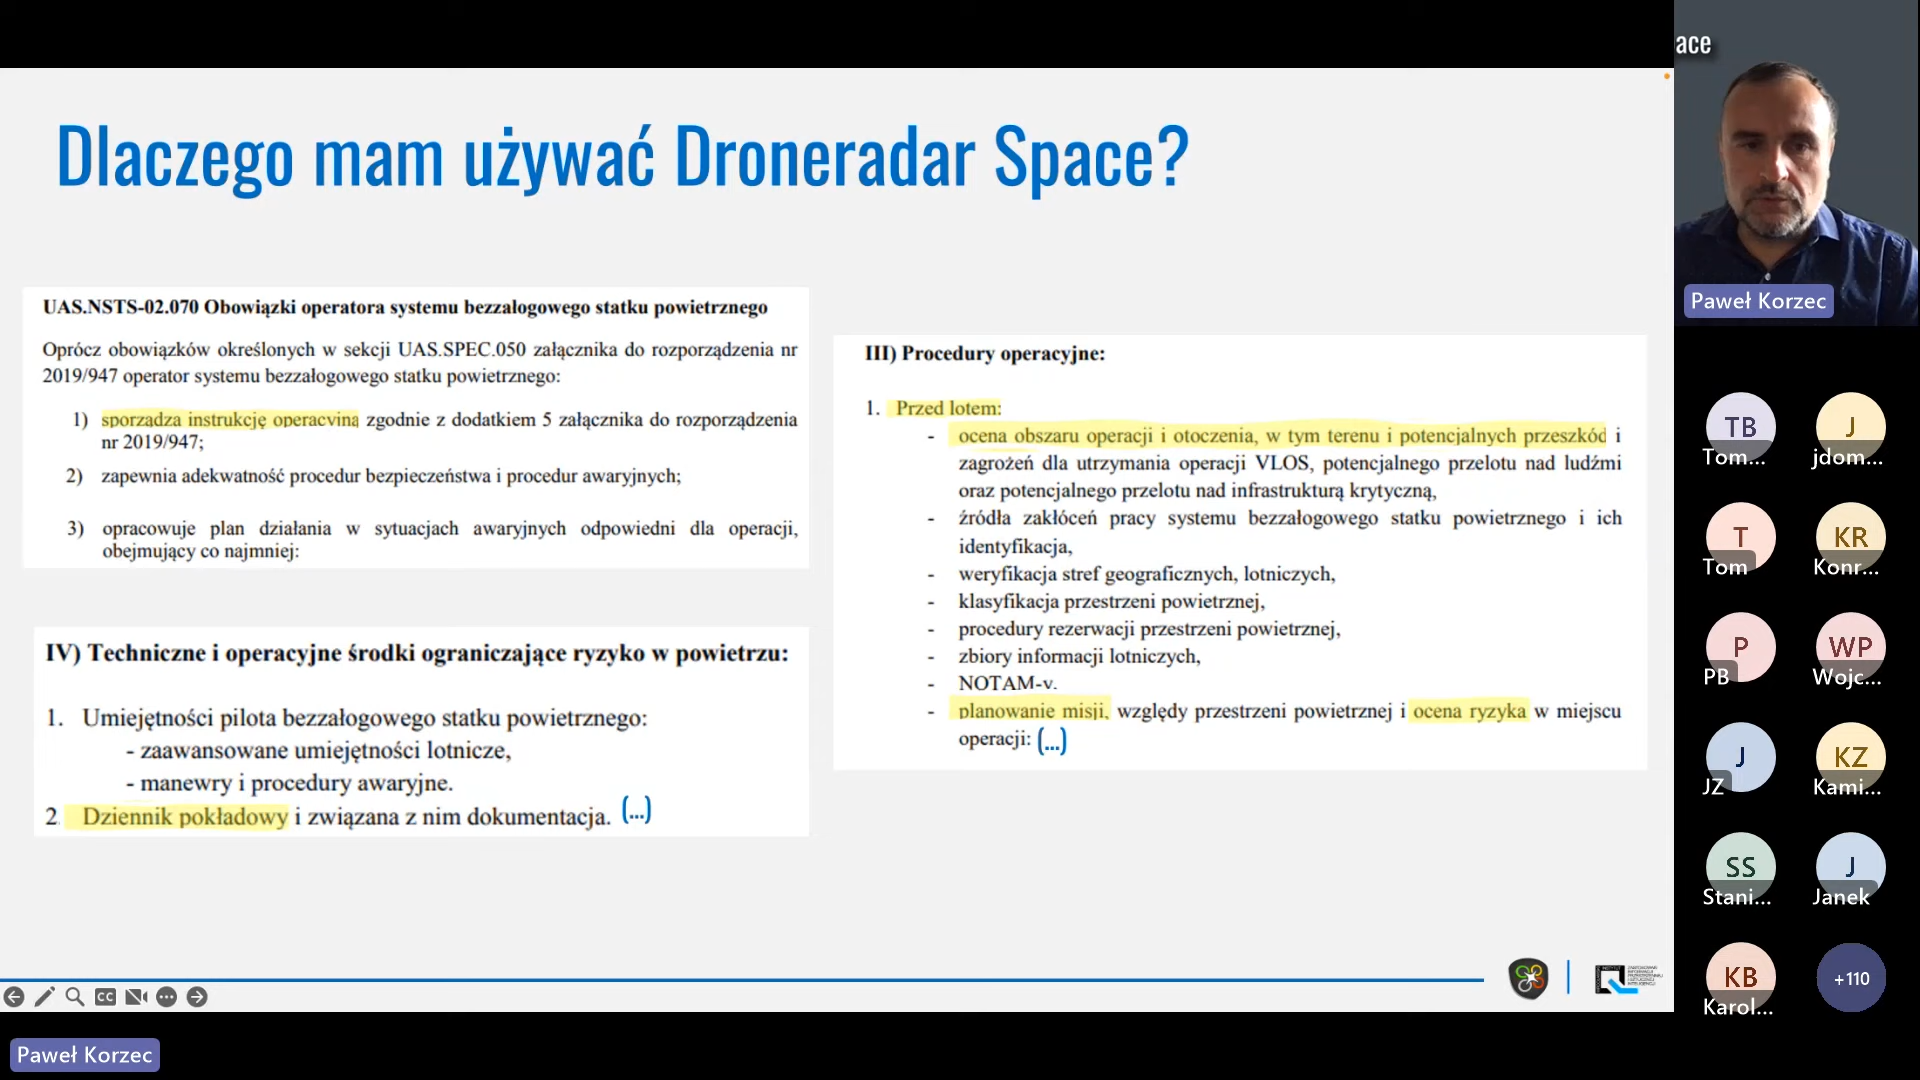 ace
Dlaczego mam używać Droneradar Space?
UAS.NSTS-02.070 Obowiązki operatora systemu bezzałogowego statku powietrznego
Oprócz obowiązków określonych w sekcji UAS.SPEC.050 załącznika do rozporządzenia nr
2019/947 operator systemu bezzałogowego statku powietrznego:
1) sporządza instrukcję operacyjną zgodnie z dodatkiem 5 załącznika do rozporządzenia
nr 2019/947;
2) zapewnia adekwatność procedur bezpieczeństwa i procedur awaryjnych;
3) opracowuje plan działania w sytuacjach awaryjnych odpowiedni dla operacji,
obejmujący co najmniej:
IV) Techniczne i operacyjne środki ograniczające ryzyko w powietrzu:
1. Umiejętności pilota bezzałogowego statku powietrznego:
- zaawansowane umiejętności lotnicze,
- manewry i procedury awaryjne.
2. Dziennik pokładowy i związana z nim dokumentacja. (...)
III) Procedury operacyjne:
1. Przed lotem:
- ocena obszaru operacji i otoczenia, w tym terenu i potencjalnych przeszkód i
zagrożeń dla utrzymania operacji VLOS, potencjalnego przelotu nad ludźmi
oraz potencjalnego przelotu nad infrastrukturą krytyczną,
- źródła zakłóceń pracy systemu bezzałogowego statku powietrznego i ich
identyfikacja,
- weryfikacja stref geograficznych, lotniczych,
- klasyfikacja przestrzeni powietrznej,
- procedury rezerwacji przestrzeni powietrznej,
- zbiory informacji lotniczych,
- NOTAM-y.
- planowanie misji, względy przestrzeni powietrznej i ocena ryzyka w miejscu
operacji: (...)
CC
Paweł Korzec
Paweł Korzec
TB
Tom...
J
jdom...
T
Tom
KR
Konr...
P
PB
WP
Wojc...
J
JZ
KZ
Kami...
SS
Stani...
J
Janek
KB
Karol...
+110